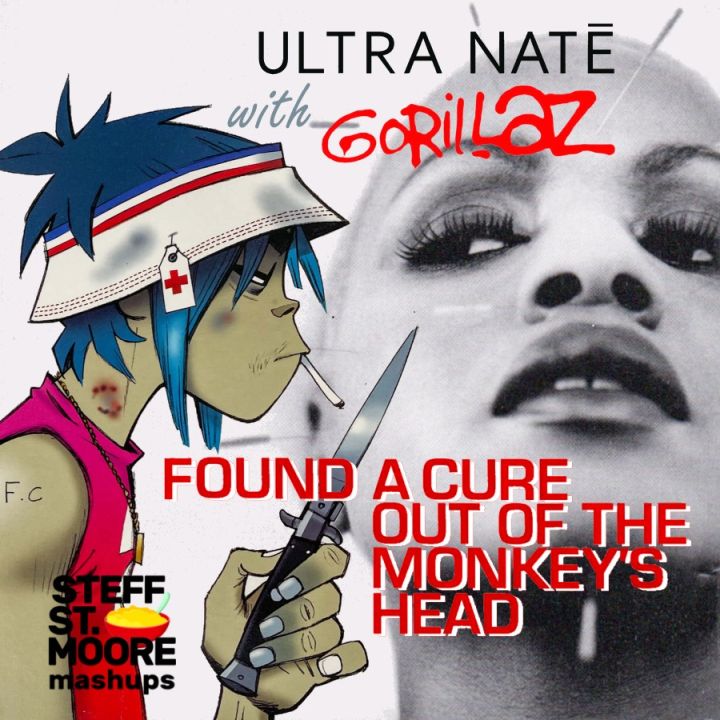 ULTRA NATĒ
with GORILLAZ
FOUND A CURE
OUT OF THE
MONKEY'S
HEAD
F.C
STEFF
ST.
MOORE
mashups